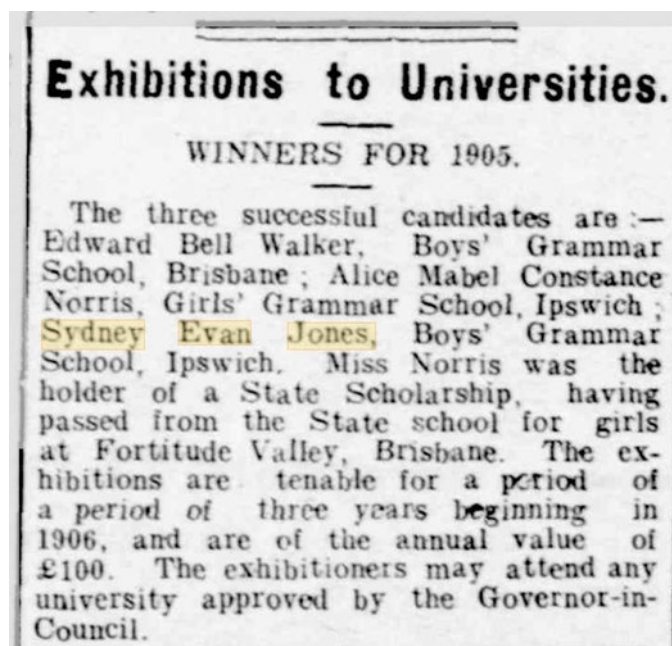 Exhibitions to Universities.
WINNERS FOR 1905.
The three successful candidates are :—
Edward Bell Walker, Boys' Grammar
School, Brisbane ; Alice Mabel Constance
Norris, Girls' Grammar School, Ipswich ;
Sydney Evan Jones, Boys' Grammar
School, Ipswich. Miss Norris was the
holder of a State Scholarship, having
passed from the State school for girls
at Fortitude Valley, Brisbane. The ex-
hibitions are tenable for a period of
a period of three years beginning in
1906, and are of the annual value of
£100. The exhibitioners may attend any
university approved by the Governor-in-
Council.